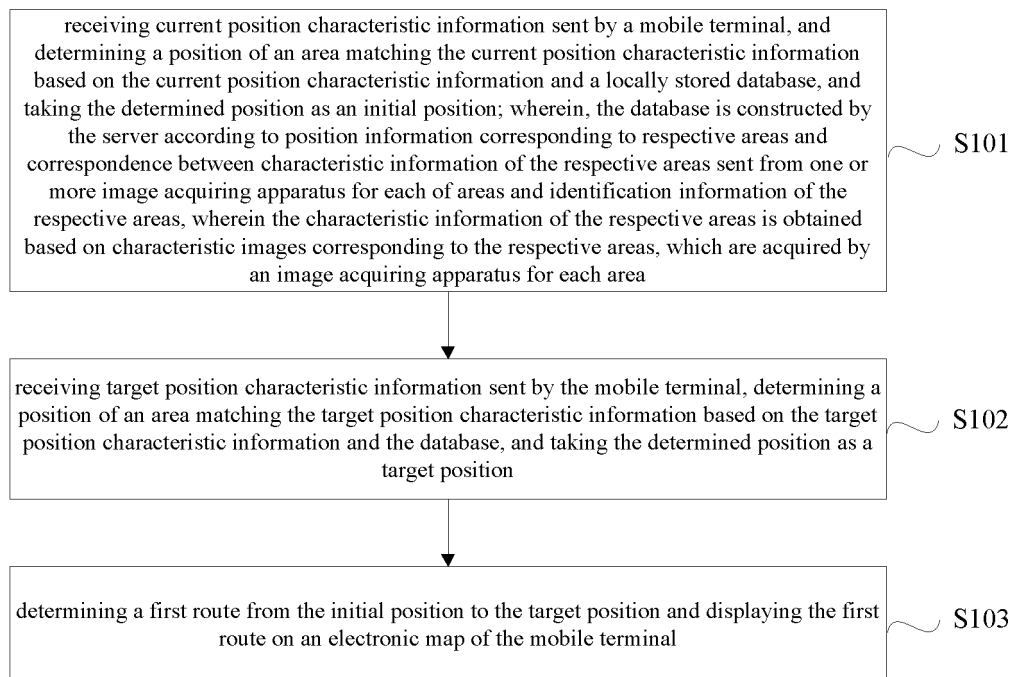 receiving current position characteristic information sent by a mobile terminal, and
determining a position of an area matching the current position characteristic information
based on the current position characteristic information and a locally stored database, and
taking the determined position as an initial position; wherein, the database is constructed by
the server according to position information corresponding to respective areas and
correspondence between characteristic information of the respective areas sent from one or
more image acquiring apparatus for each of areas and identification information of the
respective areas, wherein the characteristic information of the respective areas is obtained
based on characteristic images corresponding to the respective areas, which are acquired by
an image acquiring apparatus for each area
S101
receiving target position characteristic information sent by the mobile terminal, determining a
position of an area matching the target position characteristic information based on the target
position characteristic information and the database, and taking the determined position as a
target position
S102
determining a first route from the initial position to the target position and displaying the first
route on an electronic map of the mobile terminal
S103